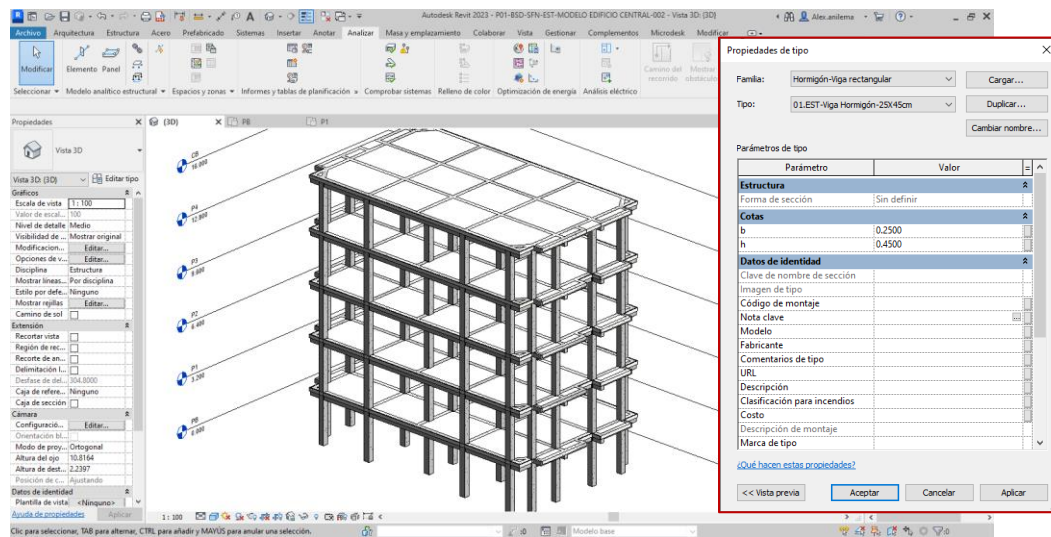 Autodesk Revit 2023 - P01-BSD-SFN-EST-MODELO EDIFICIO CENTRAL-002 - Vista 3D: {3D}
Alex.anilema
Archivo Arquitectura Estructura Acero Prefabricado Sistemas Insertar Anotar Analizar Masa y emplazamiento Colaborar Vista Gestionar Complementos Microdesk Modificar
Modificar Elemento Panel
Camino del recorrido
Mostrar obstáculos
Seleccionar Modelo analítico estructural Espacios y zonas Informes y tablas de planificación Comprobar sistemas Relleno de color Optimización de energía Análisis eléctrico
Propiedades
{3D} PB P1
Vista 3D
Vista 3D: {3D} Editar tipo
Gráficos
Escala de vista 1 : 100
Valor de escal... 100
Nivel de detalle Medio
Visibilidad de ... Mostrar original
Modificacion... Editar...
Opciones de v... Editar...
Disciplina Estructura
Mostrar líneas... Por disciplina
Estilo por defe... Ninguno
Mostrar rejillas Editar...
Camino de sol
Extensión
Recortar vista
Región de rec...
Recorte de an...
Delimitación l...
Desfase de del... 304.8000
Caja de refere... Ninguno
Caja de sección
Cámara
Configuració... Editar...
Orientación bl...
Modo de proy... Ortogonal
Altura del ojo 10.8164
Altura de dest... 2.2397
Posición de c... Ajustando
Datos de identidad
Plantilla de vista <Ninguno>
Ayuda de propiedades Aplicar
CB
16.000
P4
12.800
P3
9.600
P2
6.400
P1
3.200
PB
0.000
1 : 100
Clic para seleccionar, TAB para alternar, CTRL para añadir y MAYÚS para anular una selección.
:0 Modelo base
:0
Propiedades de tipo
Familia: Hormigón-Viga rectangular Cargar...
Tipo: 01.EST-Viga Hormigón-25X45cm Duplicar...
Cambiar nombre...
Parámetros de tipo
Parámetro Valor =
Estructura
Forma de sección Sin definir
Cotas
b 0.2500
h 0.4500
Datos de identidad
Clave de nombre de sección
Imagen de tipo
Código de montaje
Nota clave
Modelo
Fabricante
Comentarios de tipo
URL
Descripción
Clasificación para incendios
Costo
Descripción de montaje
Marca de tipo
¿Qué hacen estas propiedades?
<< Vista previa Aceptar Cancelar Aplicar